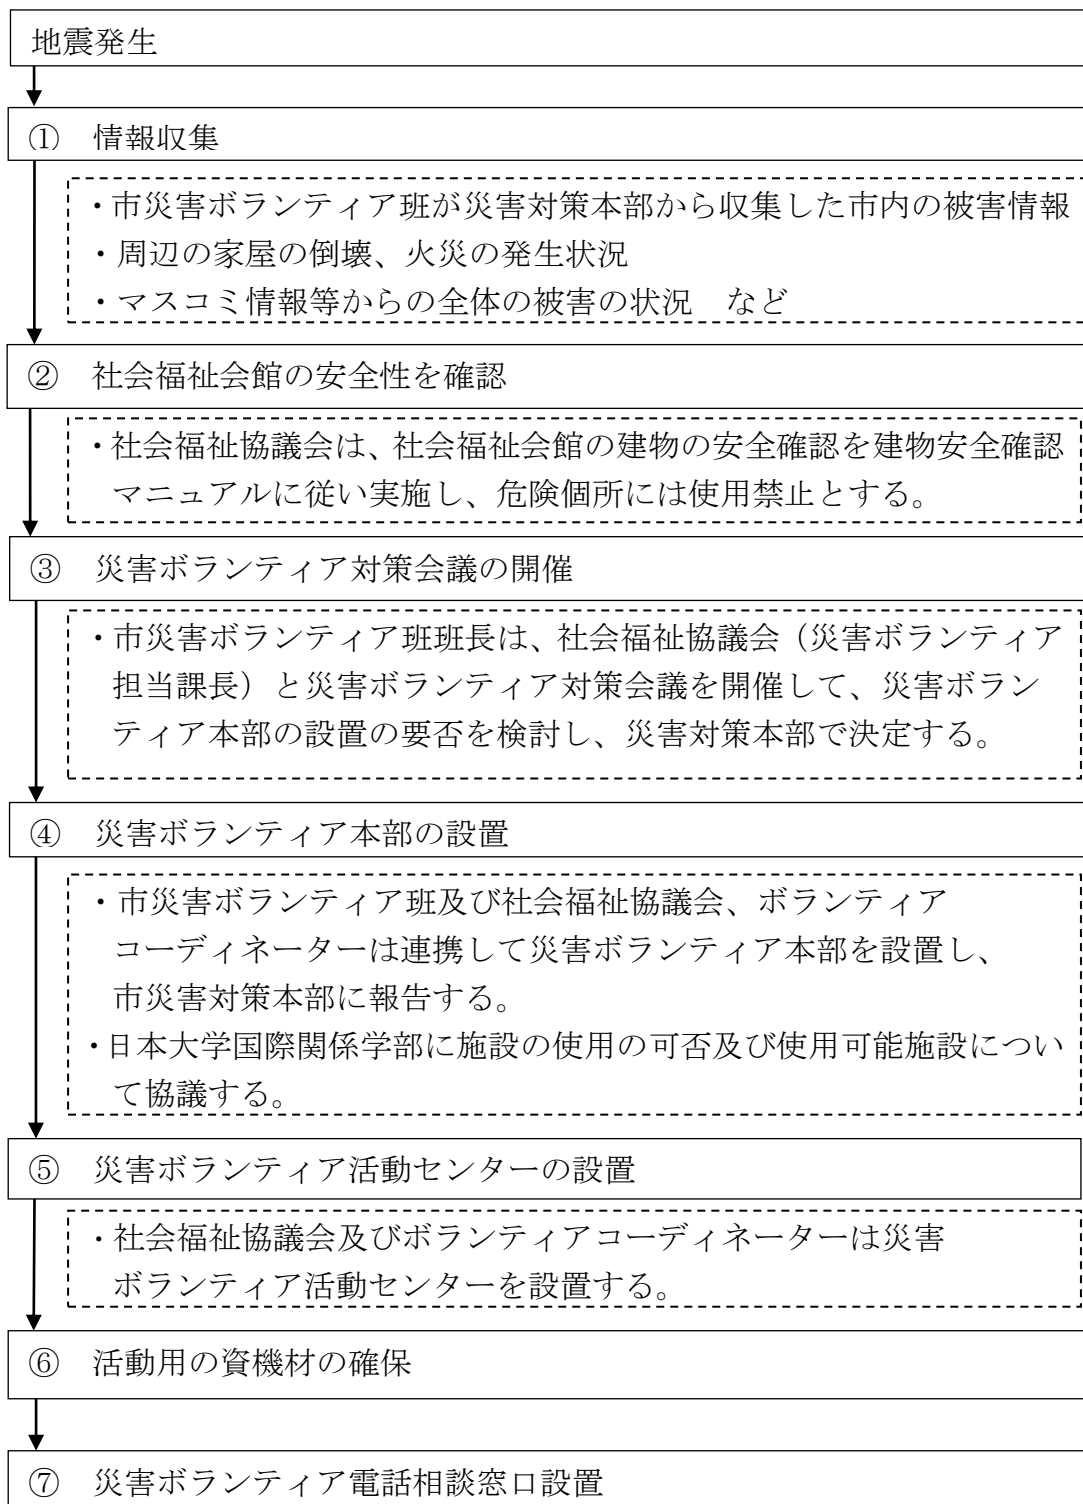 地震発生
① 情報収集
・市災害ボランティア班が災害対策本部から収集した市内の被害情報
・周辺の家屋の倒壊、火災の発生状況
・マスコミ情報等からの全体の被害の状況 など
② 社会福祉会館の安全性を確認
・社会福祉協議会は、社会福祉会館の建物の安全確認を建物安全確認
マニュアルに従い実施し、危険個所には使用禁止とする。
③ 災害ボランティア対策会議の開催
・市災害ボランティア班班長は、社会福祉協議会（災害ボランティア
担当課長）と災害ボランティア対策会議を開催して、災害ボラン
ティア本部の設置の要否を検討し、災害対策本部で決定する。
④ 災害ボランティア本部の設置
・市災害ボランティア班及び社会福祉協議会、ボランティア
コーディネーターは連携して災害ボランティア本部を設置し、
市災害対策本部に報告する。
・日本大学国際関係学部に施設の使用の可否及び使用可能施設につい
て協議する。
⑤ 災害ボランティア活動センターの設置
・社会福祉協議会及びボランティアコーディネーターは災害
ボランティア活動センターを設置する。
⑥ 活動用の資機材の確保
⑦ 災害ボランティア電話相談窓口設置